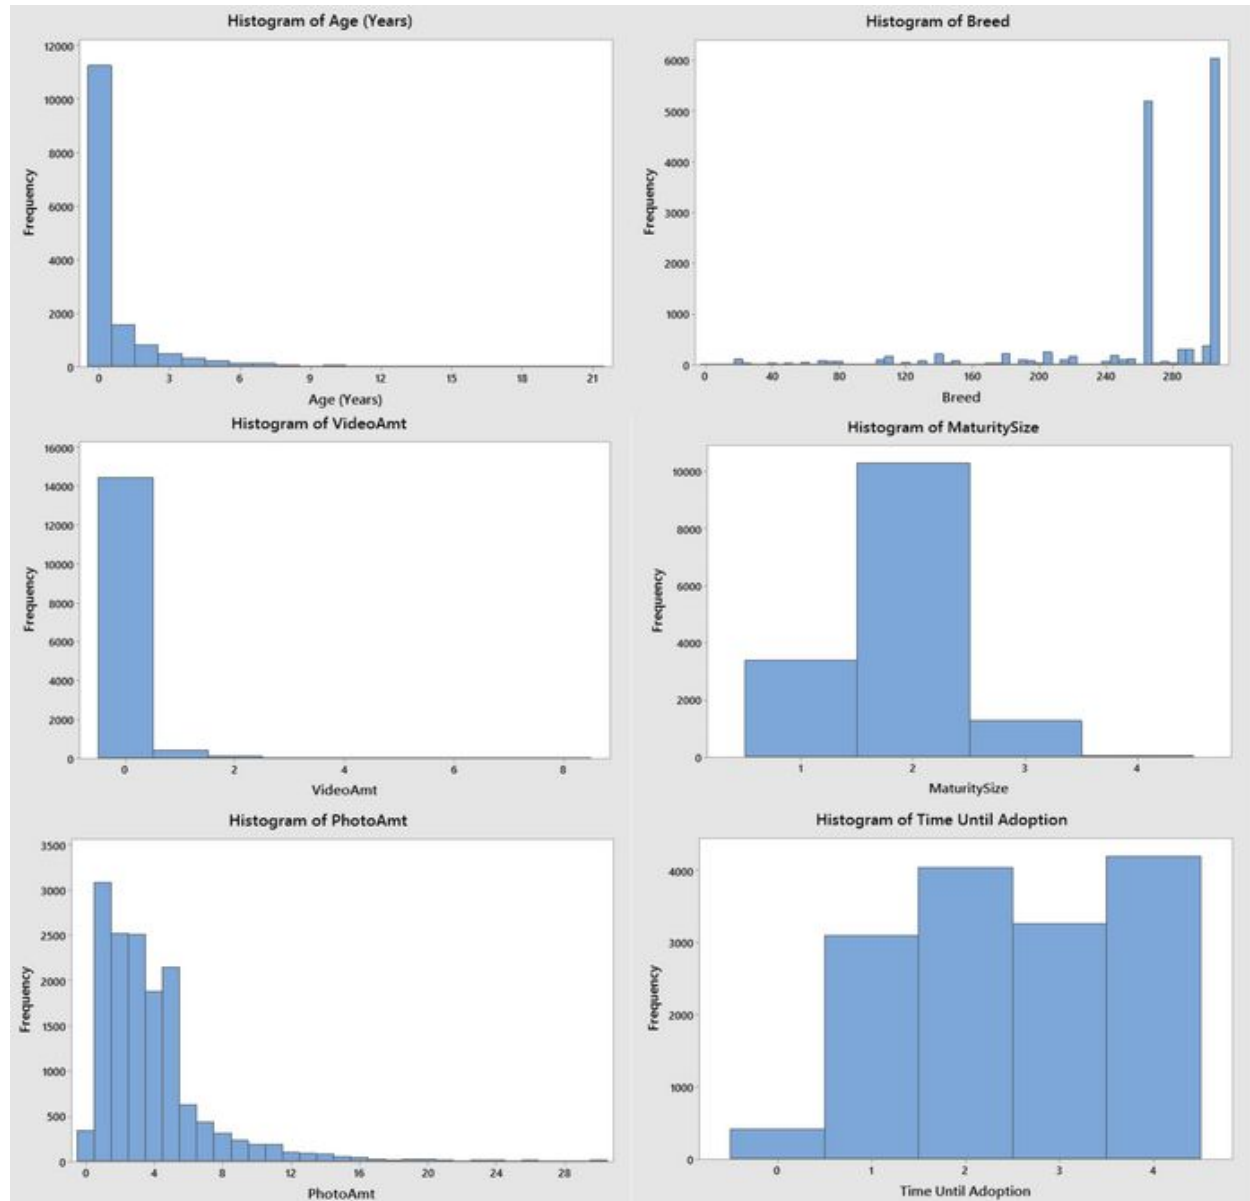 Histogram of Age (Years)
12000
10000
8000
6000
4000
2000
0
Frequency
0 3 6 9 12 15 18 21
Age (Years)
Histogram of Breed
6000
5000
4000
3000
2000
1000
0
Frequency
0 40 80 120 160 200 240 280
Breed
Histogram of VideoAmt
16000
14000
12000
10000
8000
6000
4000
2000
0
Frequency
0 2 4 6 8
VideoAmt
Histogram of MaturitySize
10000
8000
6000
4000
2000
0
Frequency
1 2 3 4
MaturitySize
Histogram of PhotoAmt
3500
3000
2500
2000
1500
1000
500
0
Frequency
0 4 8 12 16 20 24 28
PhotoAmt
Histogram of Time Until Adoption
4000
3000
2000
1000
0
Frequency
0 1 2 3 4
Time Until Adoption